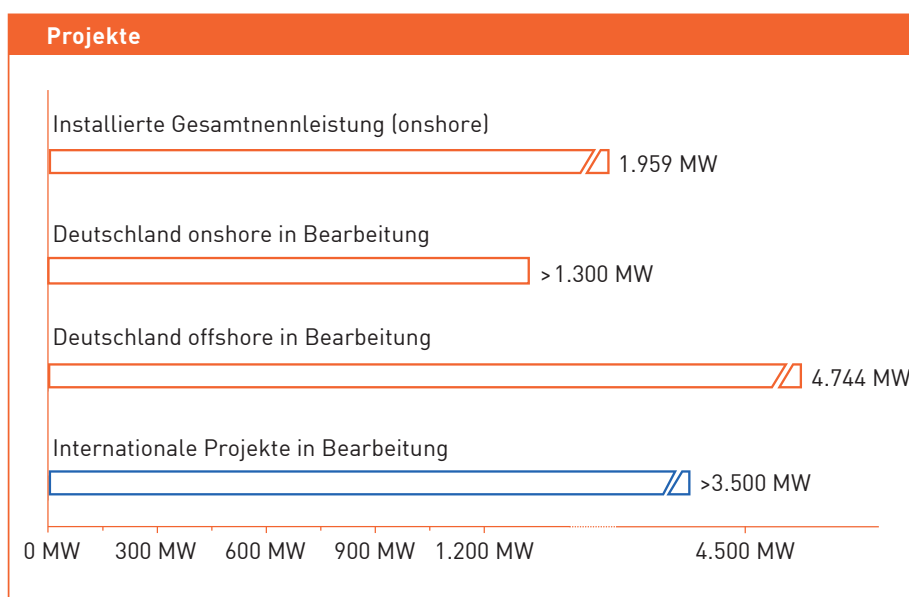 Projekte
Installierte Gesamtnennleistung (onshore)
1.959 MW
Deutschland onshore in Bearbeitung
>1.300 MW
Deutschland offshore in Bearbeitung
4.744 MW
Internationale Projekte in Bearbeitung
>3.500 MW
0 MW 300 MW 600 MW 900 MW 1.200 MW 4.500 MW